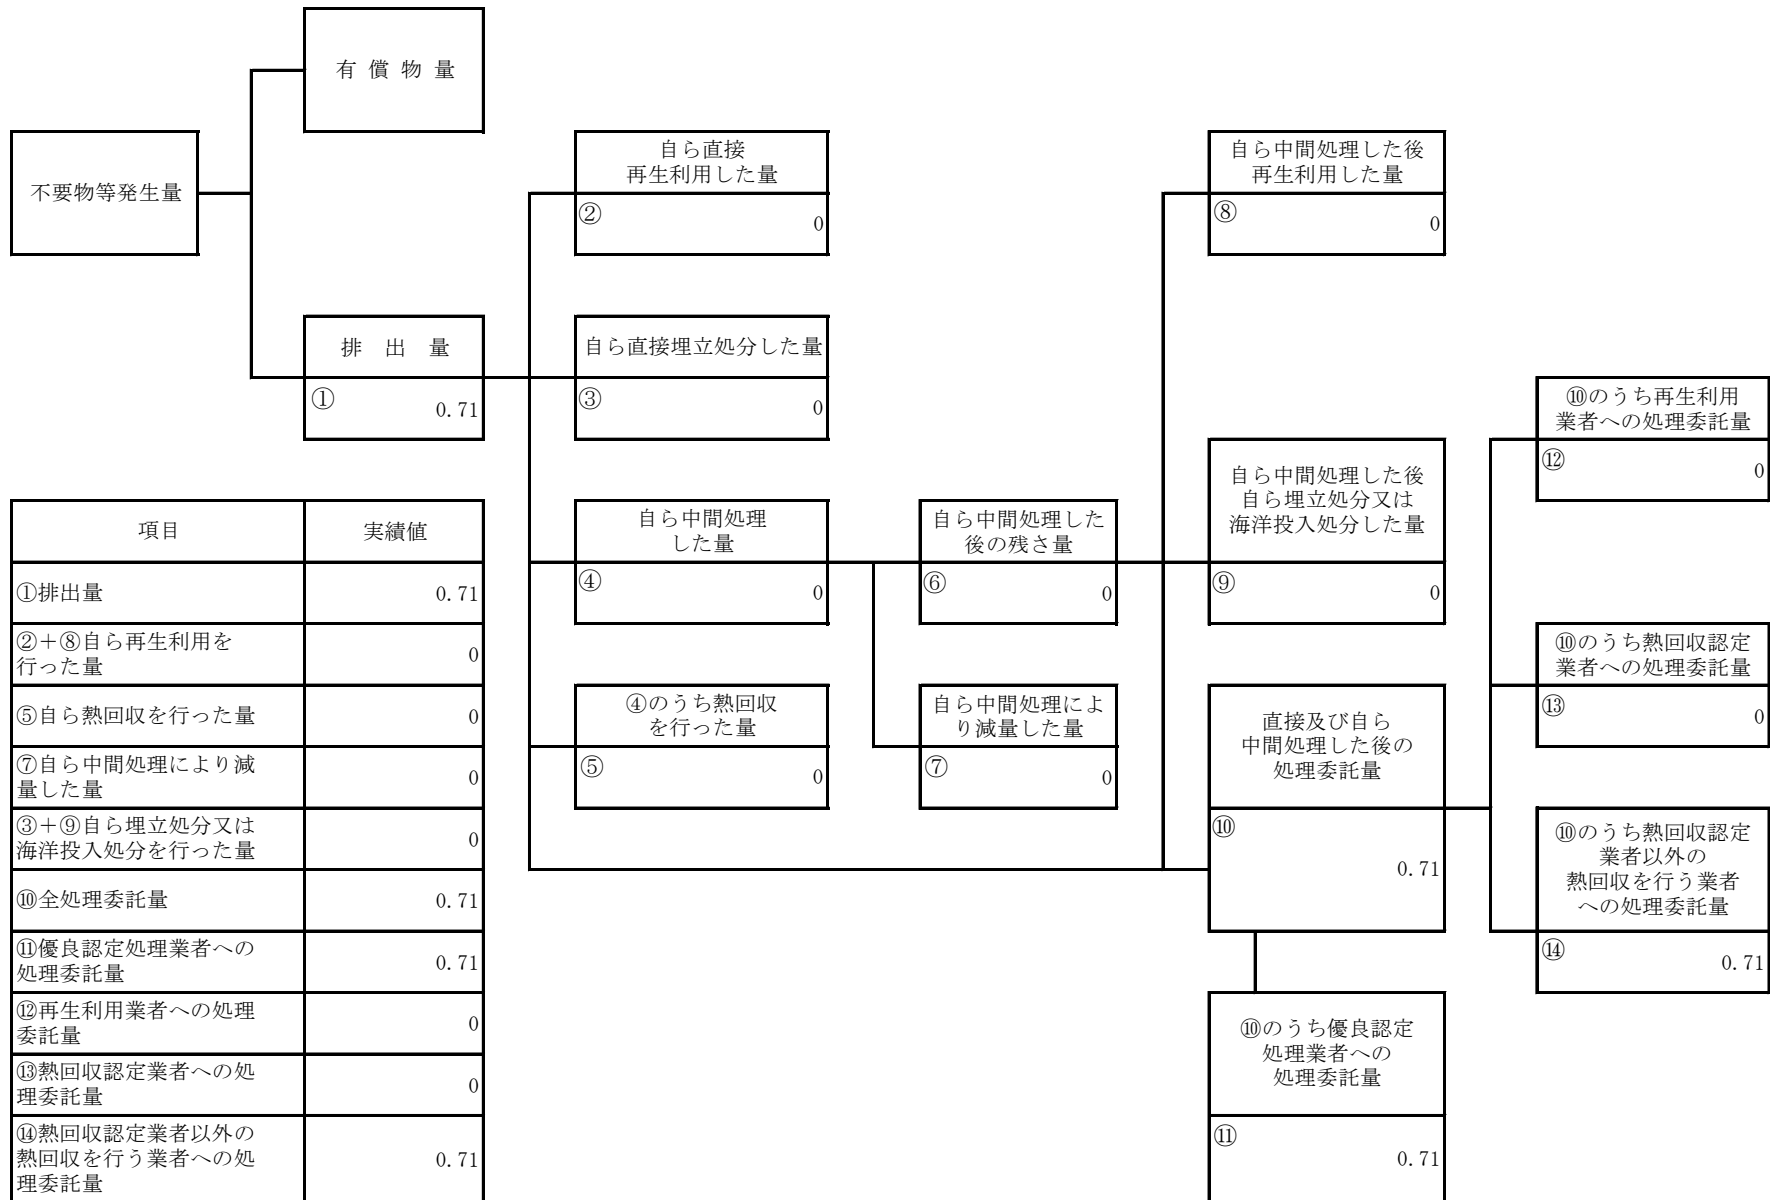 有償物量
不要物等発生量
自ら直接
再生利用した量
②
0
自ら中間処理した後
再生利用した量
⑧
0
排出量
①
0.71
自ら直接埋立処分した量
③
0
⑩のうち再生利用
業者への処理委託量
⑫
0
自ら中間処理
した量
④
0
自ら中間処理した
後の残さ量
⑥
0
自ら中間処理した後
自ら埋立処分又は
海洋投入処分した量
⑨
0
⑩のうち熱回収認定
業者への処理委託量
⑬
0
④のうち熱回収
を行った量
⑤
0
自ら中間処理によ
り減量した量
⑦
0
直接及び自ら
中間処理した後の
処理委託量
⑩
0.71
⑩のうち熱回収認定
業者以外の
熱回収を行う業者
への処理委託量
⑭
0.71
⑩のうち優良認定
処理業者への
処理委託量
⑪
0.71
項目 実績値
①排出量 0.71
②＋⑧自ら再生利用を
行った量 0
⑤自ら熱回収を行った量 0
⑦自ら中間処理により減
量した量 0
③＋⑨自ら埋立処分又は
海洋投入処分を行った量 0
⑩全処理委託量 0.71
⑪優良認定処理業者への
処理委託量 0.71
⑫再生利用業者への処理
委託量 0
⑬熱回収認定業者への処
理委託量 0
⑭熱回収認定業者以外の
熱回収を行う業者への処
理委託量 0.71